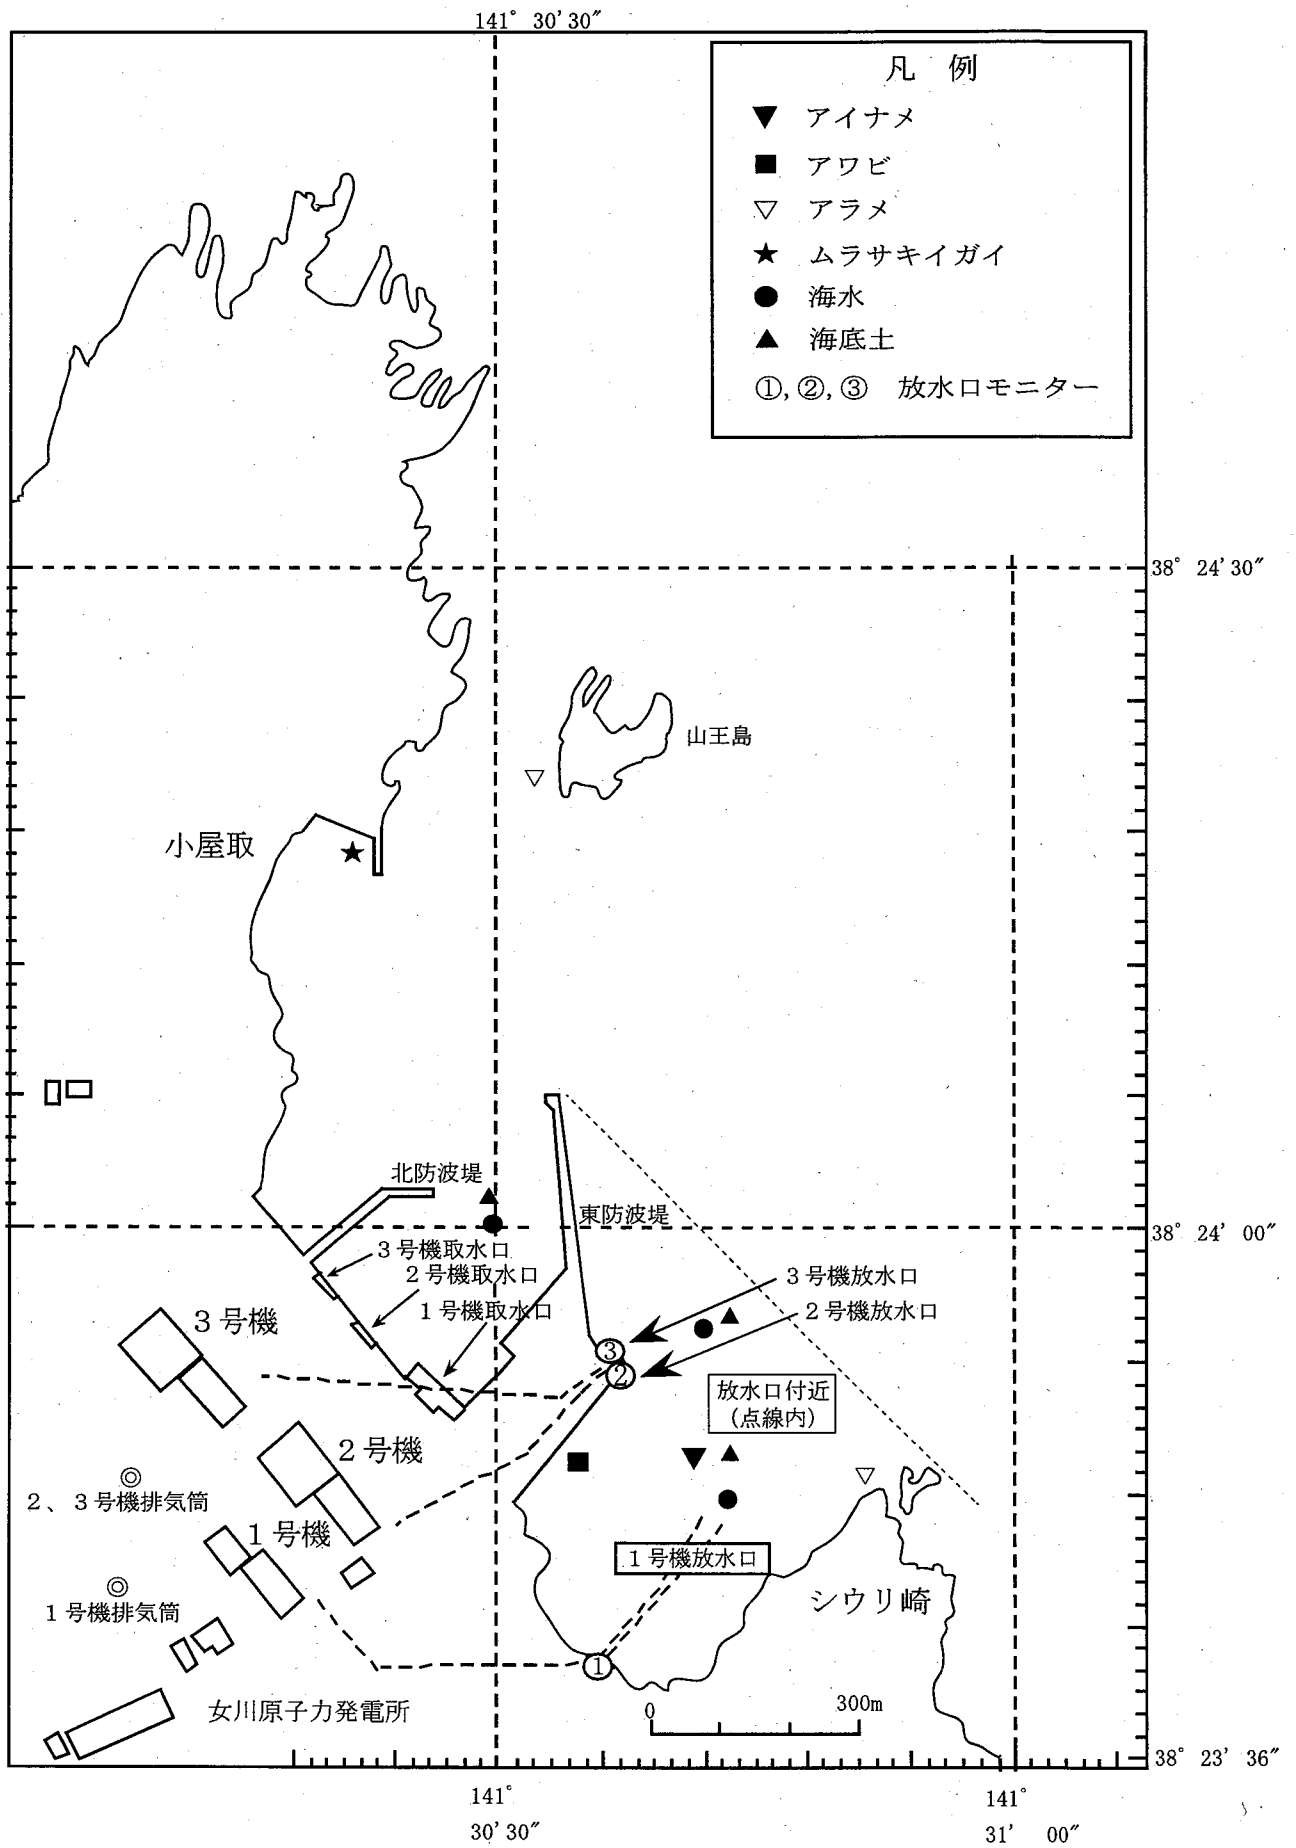 141° 30′30″
凡 例
アイナメ
アワビ
アラメ
ムラサキイガイ
海水
海底土
①,②,③ 放水口モニター
38° 24′30″
山王島
小屋取
北防波堤
東防波堤
38° 24′00″
3号機取水口
2号機取水口
1号機取水口
3号機放水口
2号機放水口
3号機
③
②
放水口付近
(点線内)
2号機
2、3号機排気筒
1号機
1号機放水口
1号機排気筒
シウリ崎
①
女川原子力発電所
0 300m
38° 23′36″
141°
30′30″
141°
31′ 00″